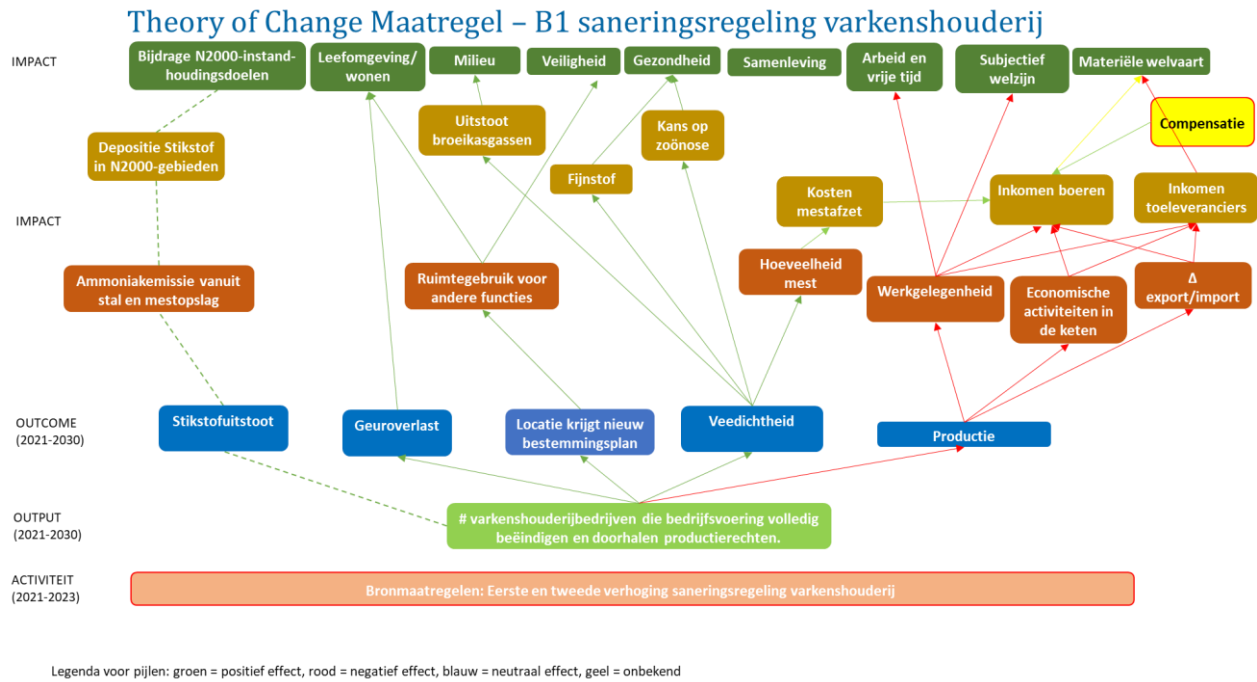 Theory of Change Maatregel – B1 saneringsregeling varkenshouderij
IMPACT
Bijdrage N2000-instand-
houdingsdoelen
Leefomgeving/
wonen
Milieu
Veiligheid
Gezondheid
Samenleving
Arbeid en
vrije tijd
Subjectief
welzijn
Materiële welvaart
Uitstoot
broeikasgassen
Kans op
zoönose
Compensatie
Depositie Stikstof
in N2000-gebieden
Fijnstof
Kosten
mestafzet
Inkomen boeren
Inkomen
toeleveranciers
IMPACT
Ammoniakemissie vanuit
stal en mestopslag
Ruimtegebruik voor
andere functies
Hoeveelheid
mest
Werkgelegenheid
Economische
activiteiten in
de keten
Δ
export/import
OUTCOME
(2021-2030)
Stikstofuitstoot
Geuroverlast
Locatie krijgt nieuw
bestemmingsplan
Veedichtheid
Productie
OUTPUT
(2021-2030)
# varkenshouderijbedrijven die bedrijfsvoering volledig
beëindigen en doorhalen productierechten.
ACTIVITEIT
(2021-2023)
Bronmaatregelen: Eerste en tweede verhoging saneringsregeling varkenshouderij
Legenda voor pijlen: groen = positief effect, rood = negatief effect, blauw = neutraal effect, geel = onbekend